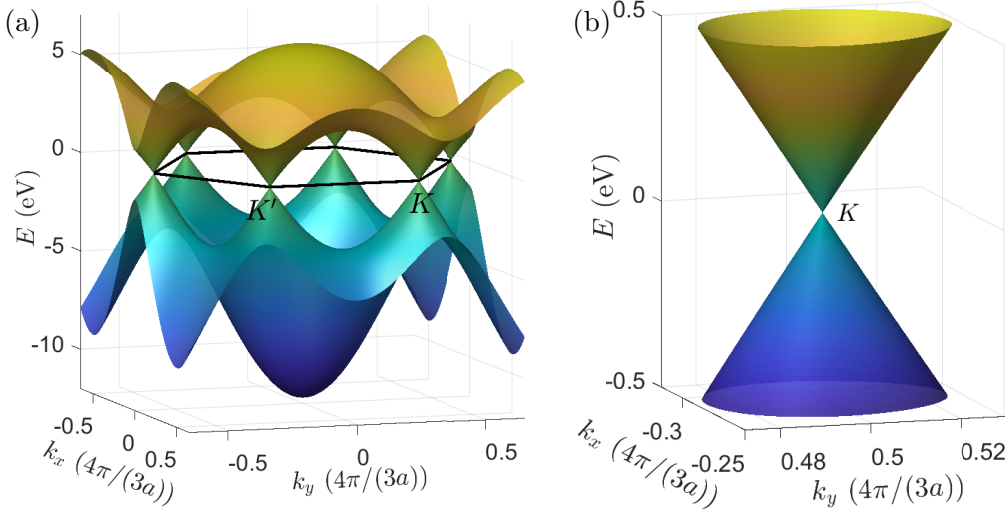 (a)
5
0
-5
-10
E (eV)
K'
K
-0.5
0
0.5
k_x (4π/(3a))
-0.5
0
0.5
k_y (4π/(3a))
(b)
0.5
0
-0.5
E (eV)
K
-0.3
-0.25
k_x (4π/(3a))
0.48
0.5
0.52
k_y (4π/(3a))